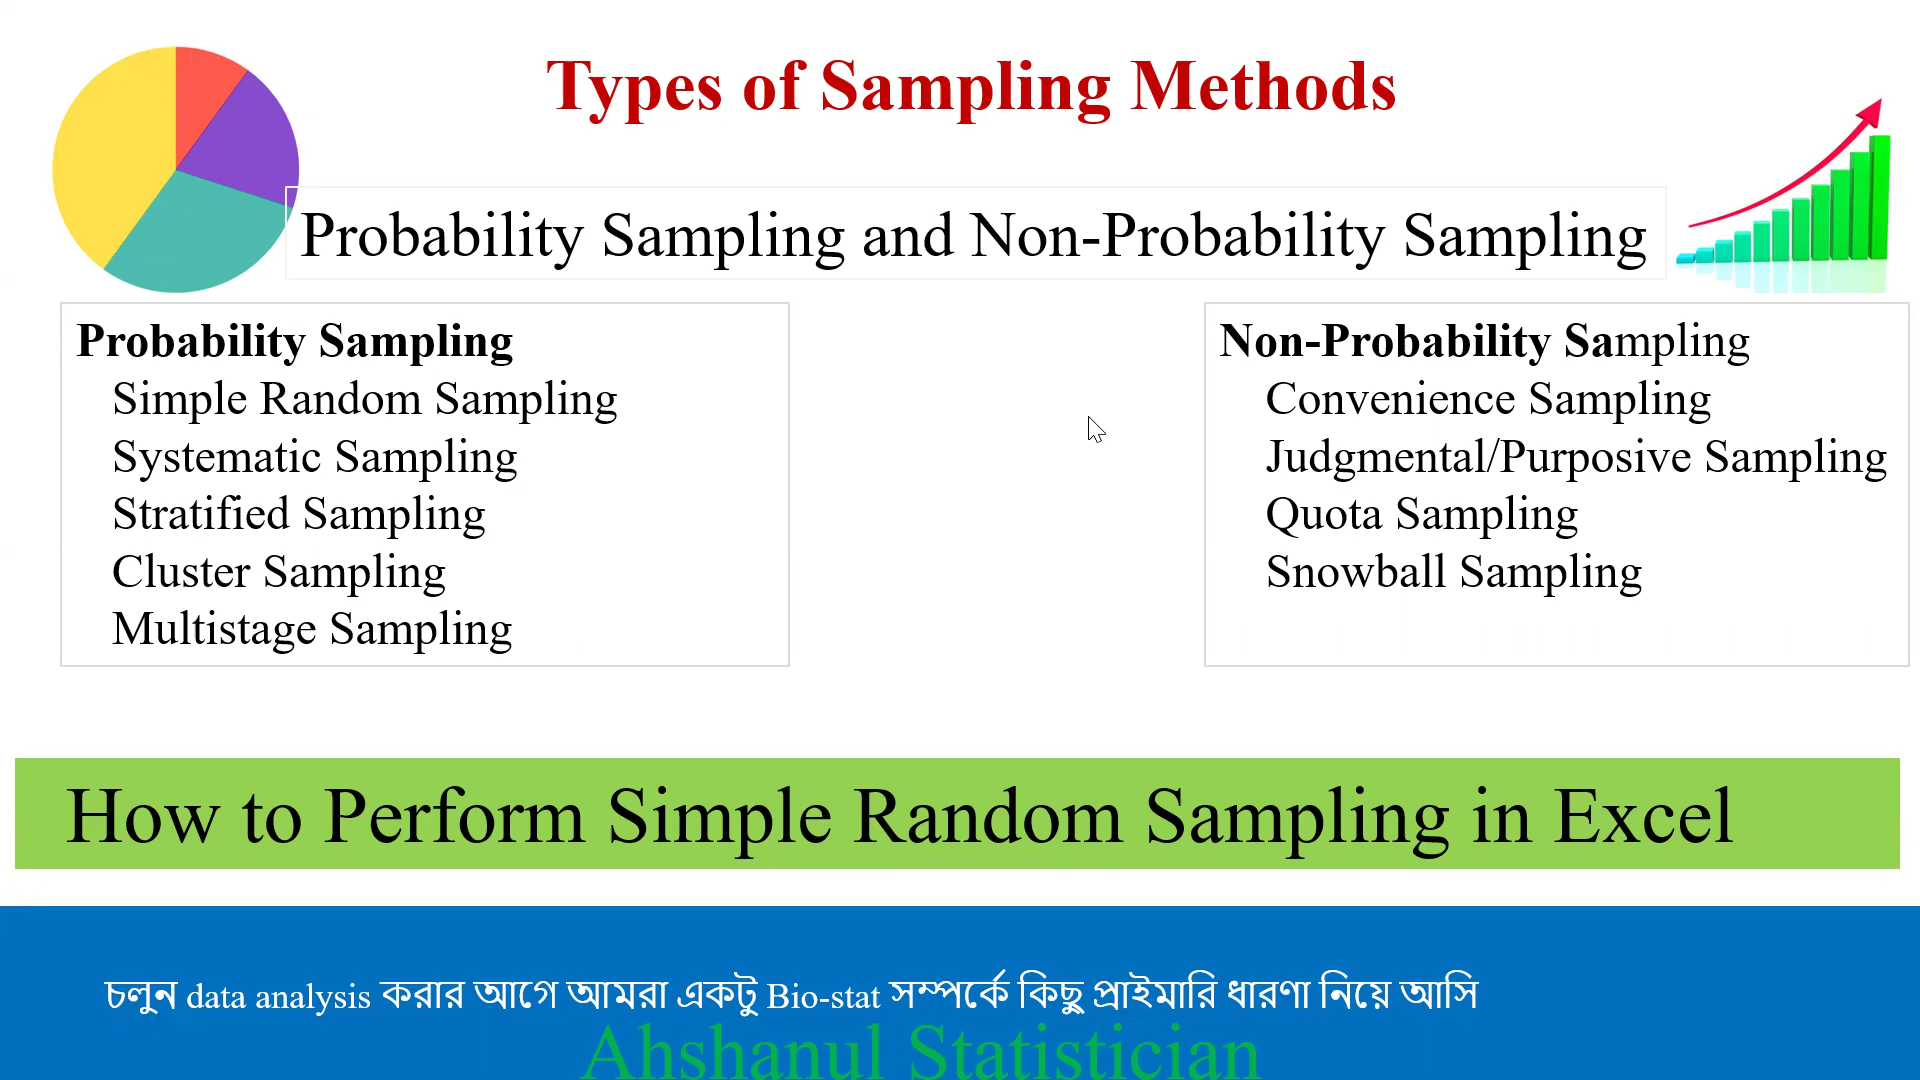 Types of Sampling Methods
Probability Sampling and Non-Probability Sampling
Probability Sampling
Simple Random Sampling
Systematic Sampling
Stratified Sampling
Cluster Sampling
Multistage Sampling
Non-Probability Sampling
Convenience Sampling
Judgmental/Purposive Sampling
Quota Sampling
Snowball Sampling
How to Perform Simple Random Sampling in Excel
চলুন data analysis করার আগে আমরা একটু Bio-stat সম্পর্কে কিছু প্রাইমারি ধারণা নিয়ে আসি
Ahshanul Statistician